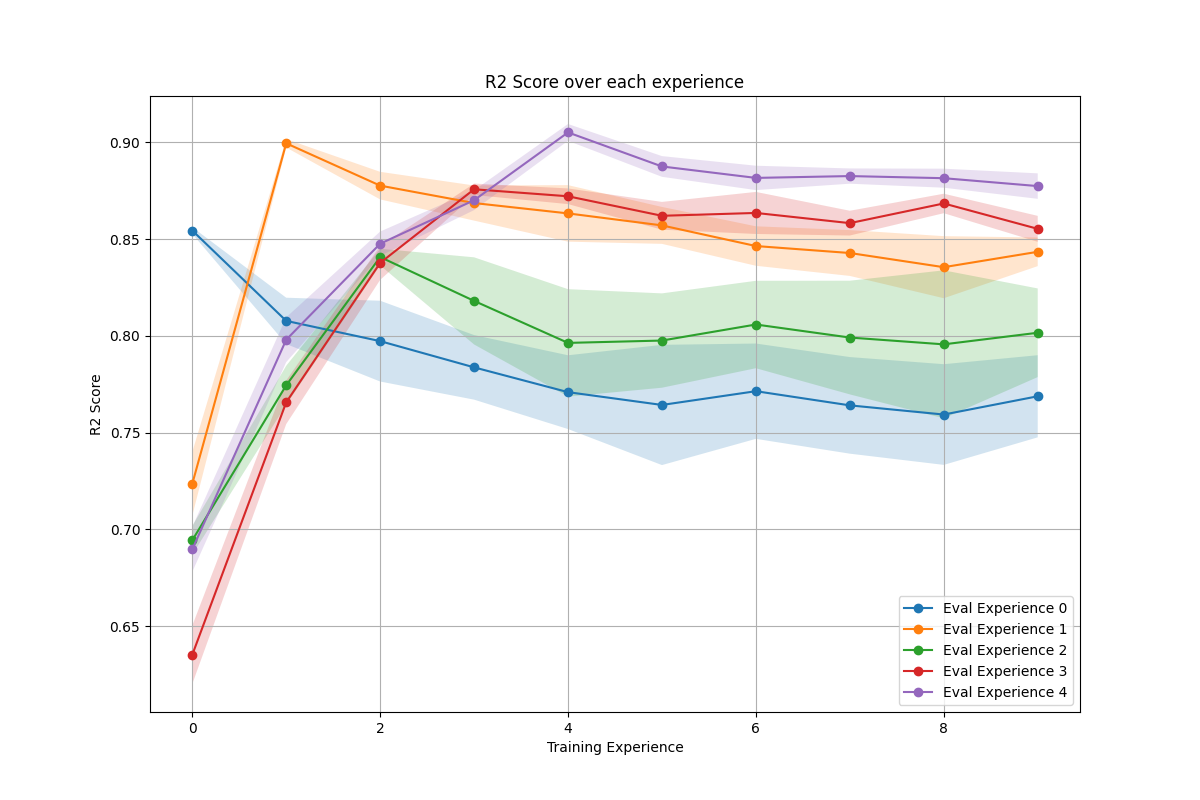 R2 Score over each experience
0.90
0.85
0.80
0.75
0.70
0.65
R2 Score
0 2 4 6 8
Training Experience
Eval Experience 0
Eval Experience 1
Eval Experience 2
Eval Experience 3
Eval Experience 4